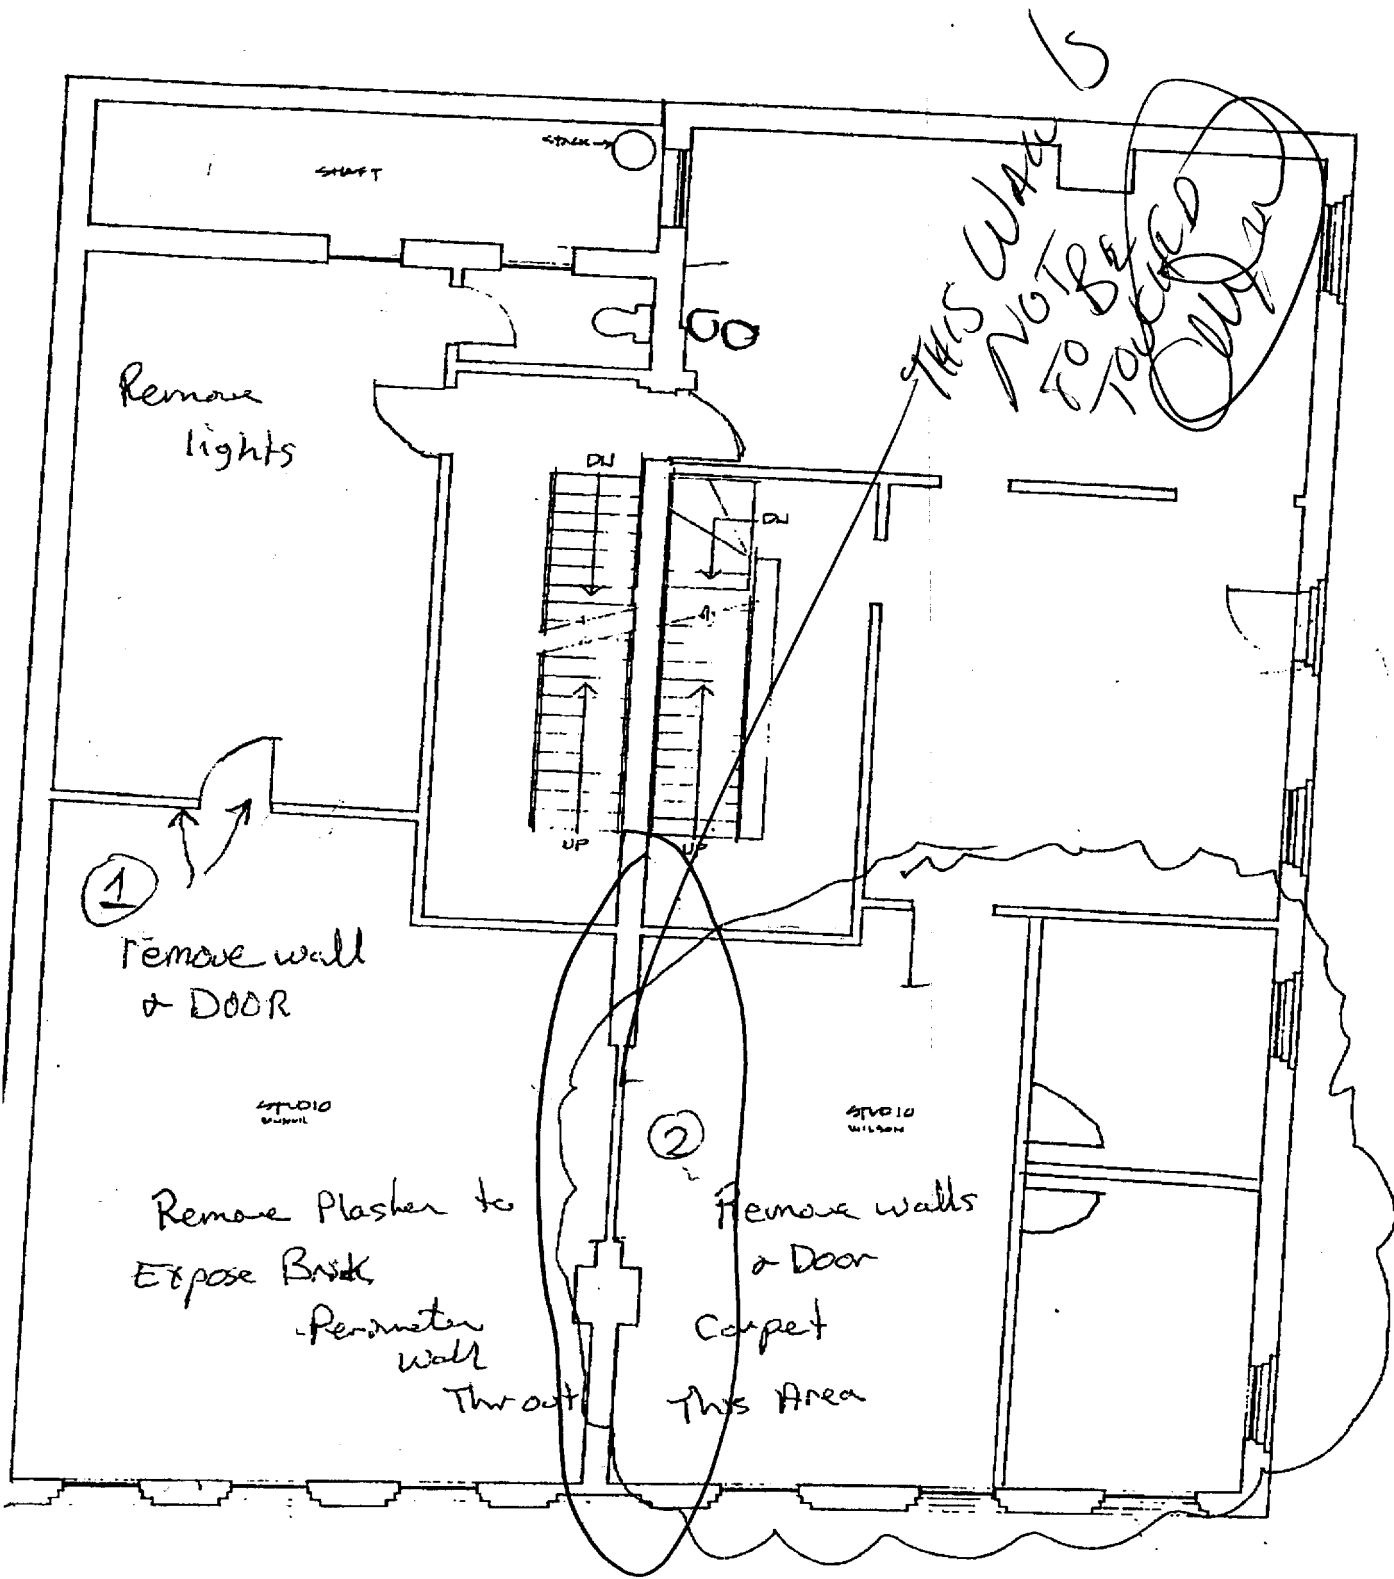 STACK
SHAFT
THIS WALL
NOT BE
TO
TOUCHED
Remove
lights
DN
DN
UP
UP
1
remove wall
& DOOR
STUDIO
STUDIO
WILSON
2
Remove Plaster to
Expose Brick
-Perimeter
Wall
Thruout
Remove walls
& Door
Carpet
This Area